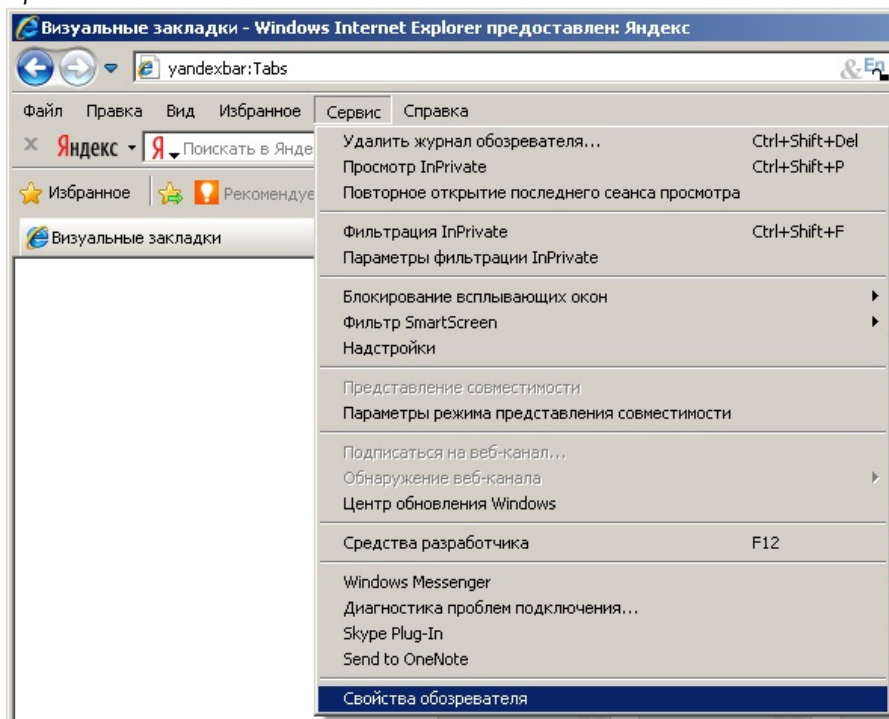 Визуальные закладки - Windows Internet Explorer предоставлен: Яндекс
yandexbar:Tabs
Файл Правка Вид Избранное Сервис Справка
Яндекс Я Поискать в Янде
Избранное Рекомендуе
Визуальные закладки
Удалить журнал обозревателя... Ctrl+Shift+Del
Просмотр InPrivate Ctrl+Shift+P
Повторное открытие последнего сеанса просмотра
Фильтрация InPrivate Ctrl+Shift+F
Параметры фильтрации InPrivate
Блокирование всплывающих окон
Фильтр SmartScreen
Надстройки
Представление совместимости
Параметры режима представления совместимости
Подписаться на веб-канал...
Обнаружение веб-канала
Центр обновления Windows
Средства разработчика F12
Windows Messenger
Диагностика проблем подключения...
Skype Plug-In
Send to OneNote
Свойства обозревателя